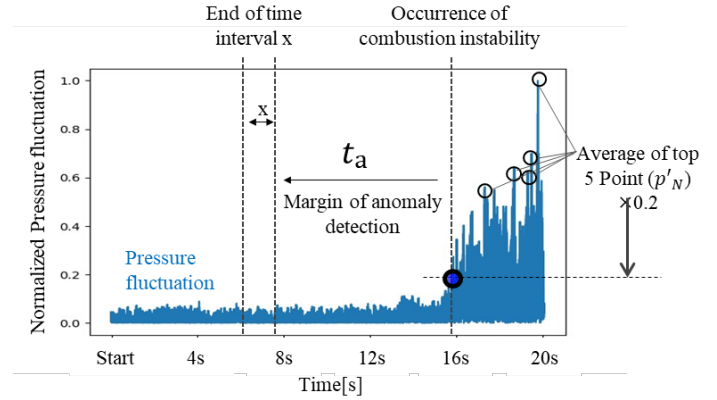 End of time
interval x
Occurrence of
combustion instability
Normalized Pressure fluctuation
1.0
0.8
0.6
0.4
0.2
0.0
x
tₐ
Margin of anomaly
detection
Average of top
5 Point (p'_N)
×0.2
Pressure
fluctuation
Start 4s 8s 12s 16s 20s
Time[s]